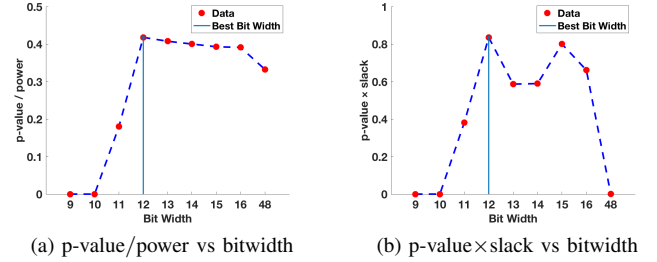 0.5
0.4
0.3
0.2
0.1
0
p-value / power
Data
Best Bit Width
9 10 11 12 13 14 15 16 48
Bit Width
(a) p-value/power vs bitwidth
1
0.8
0.6
0.4
0.2
0
p-value × slack
Data
Best Bit Width
9 10 11 12 13 14 15 16 48
Bit Width
(b) p-value×slack vs bitwidth